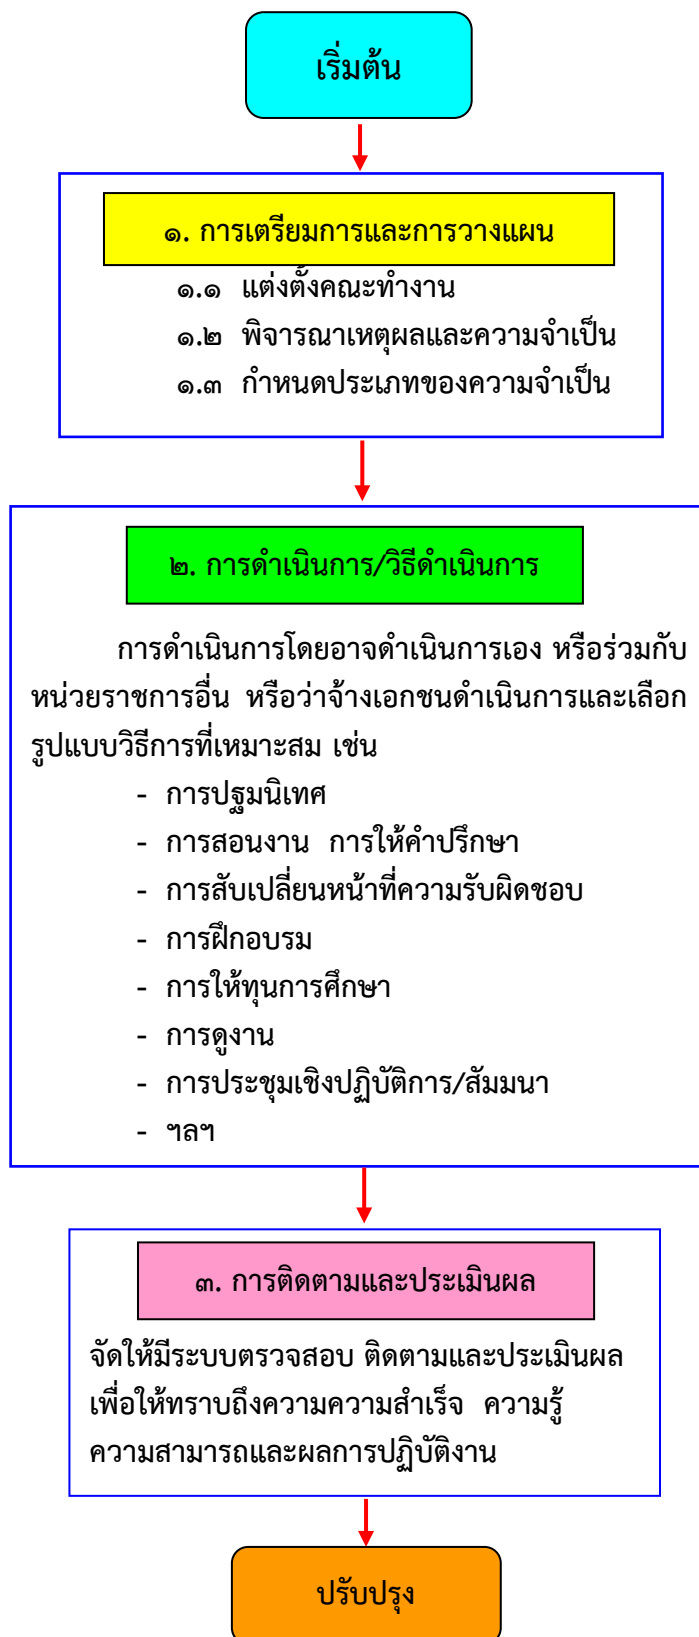 เริ่มต้น
๑. การเตรียมการและการวางแผน
๑.๑ แต่งตั้งคณะทำงาน
๑.๒ พิจารณาเหตุผลและความจำเป็น
๑.๓ กำหนดประเภทของความจำเป็น
๒. การดำเนินการ/วิธีดำเนินการ
การดำเนินการโดยอาจดำเนินการเอง หรือร่วมกับ
หน่วยราชการอื่น หรือว่าจ้างเอกชนดำเนินการและเลือก
รูปแบบวิธีการที่เหมาะสม เช่น
- การปฐมนิเทศ
- การสอนงาน การให้คำปรึกษา
- การสับเปลี่ยนหน้าที่ความรับผิดชอบ
- การฝึกอบรม
- การให้ทุนการศึกษา
- การดูงาน
- การประชุมเชิงปฏิบัติการ/สัมมนา
- ฯลฯ
๓. การติดตามและประเมินผล
จัดให้มีระบบตรวจสอบ ติดตามและประเมินผล
เพื่อให้ทราบถึงความความสำเร็จ ความรู้
ความสามารถและผลการปฏิบัติงาน
ปรับปรุง